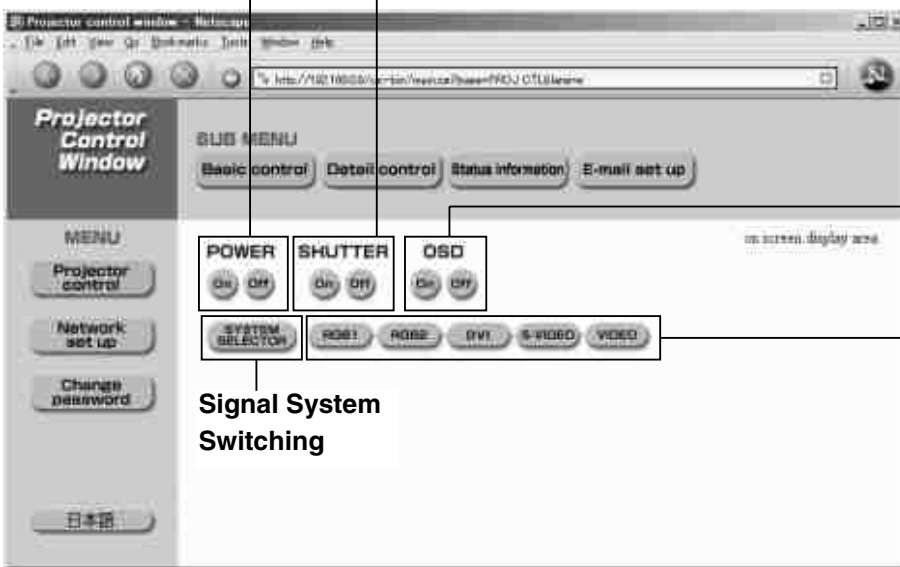 Projector control window - Netscape
File Edit View Go Bookmarks Tools Window Help
Projector
Control
Window
SUB MENU
Basic control Detail control Status information E-mail set up
MENU
on screen display area
POWER SHUTTER OSD
Projector
control
On Off On Off On Off
Network
set up
SYSTEM
SELECTOR
RGB1 RGB2 DVI S-VIDEO VIDEO
Change
password
Signal System
Switching
日本語